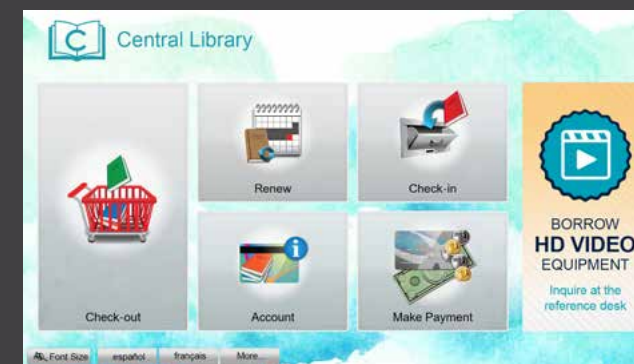 C
Central Library
Renew
Check-in
Check-out
Account
Make Payment
BORROW
HD VIDEO
EQUIPMENT
Inquire at the
reference desk
Font Size
español
français
More...